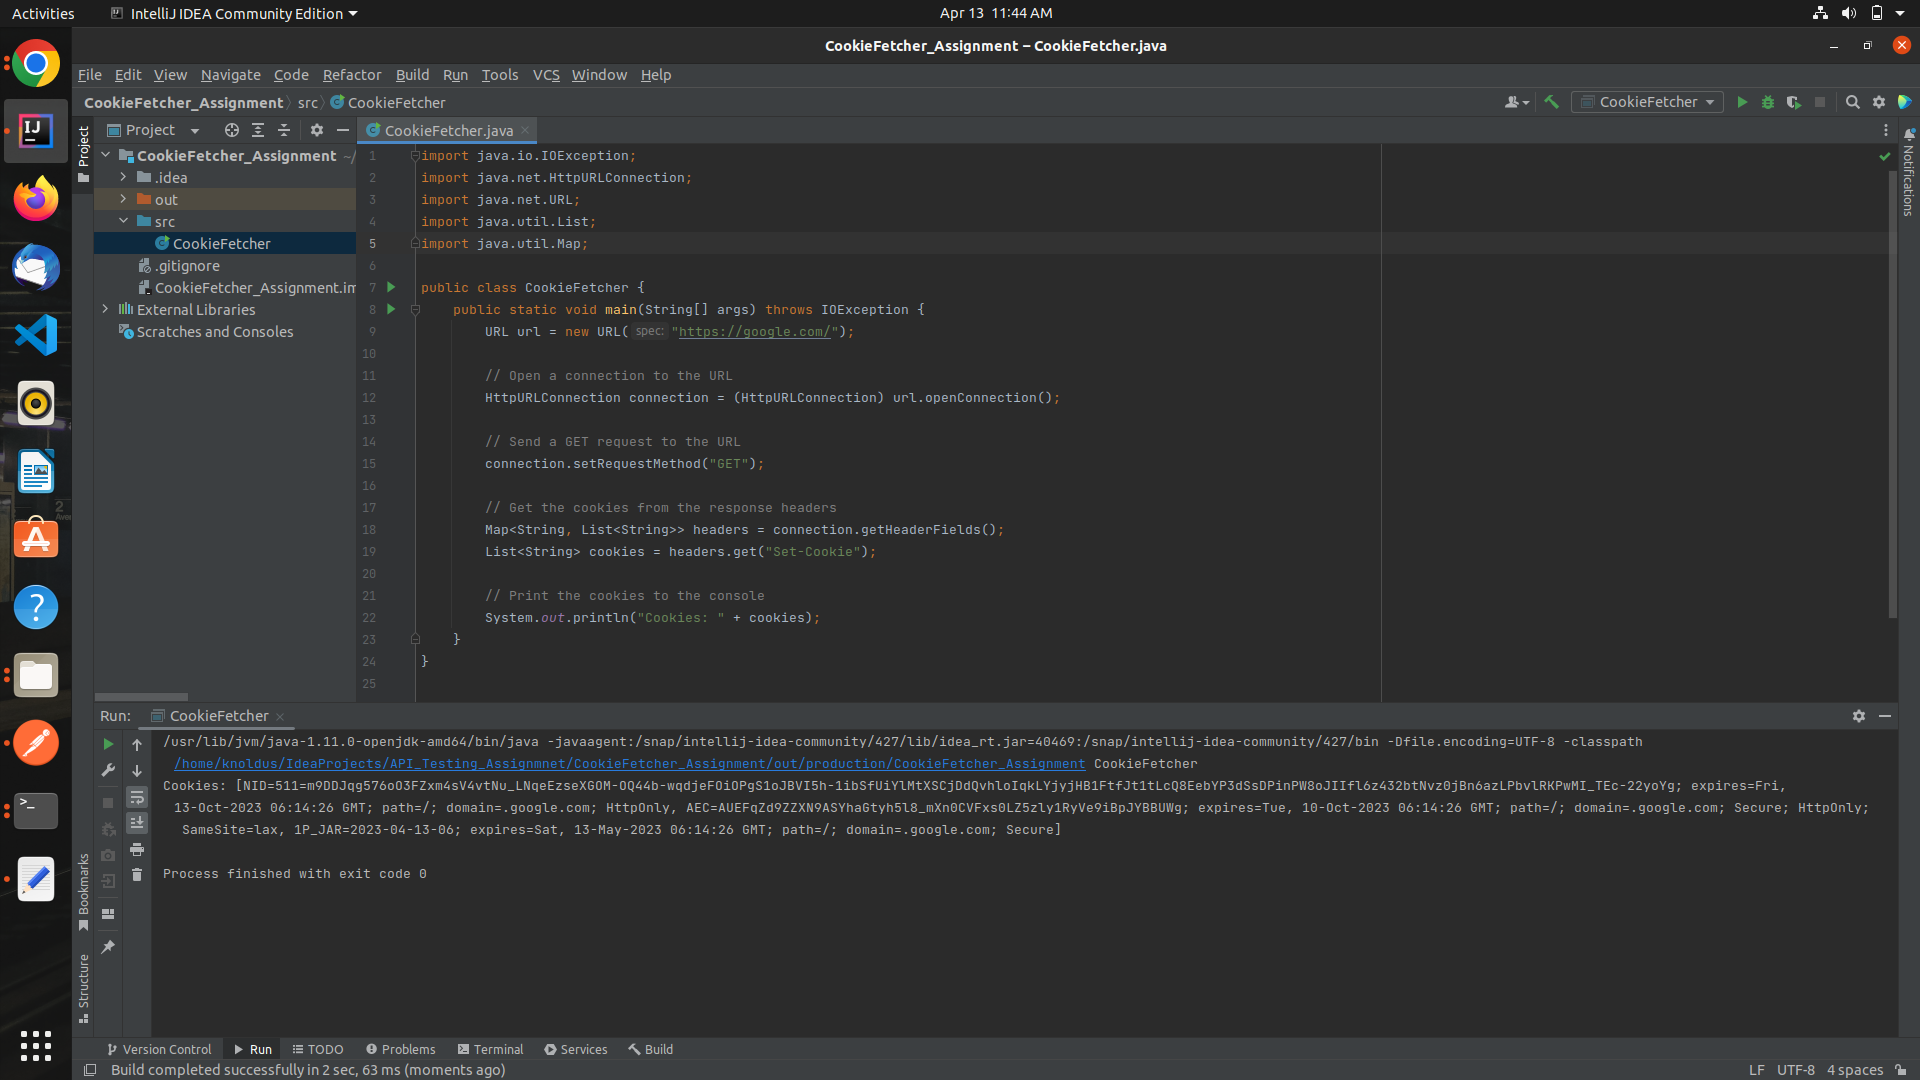 Activities
IntelliJ IDEA Community Edition
Apr 13 11:44 AM
CookieFetcher_Assignment – CookieFetcher.java
File Edit View Navigate Code Refactor Build Run Tools VCS Window Help
CookieFetcher_Assignment src CookieFetcher
CookieFetcher
Project
Project
CookieFetcher.java
Notifications
CookieFetcher_Assignment ~/
.idea
out
src
CookieFetcher
.gitignore
CookieFetcher_Assignment.im
External Libraries
Scratches and Consoles
1 import java.io.IOException;
2 import java.net.HttpURLConnection;
3 import java.net.URL;
4 import java.util.List;
5 import java.util.Map;
6
7 public class CookieFetcher {
8 public static void main(String[] args) throws IOException {
9 URL url = new URL( spec: "https://google.com/");
10
11 // Open a connection to the URL
12 HttpURLConnection connection = (HttpURLConnection) url.openConnection();
13
14 // Send a GET request to the URL
15 connection.setRequestMethod("GET");
16
17 // Get the cookies from the response headers
18 Map<String, List<String>> headers = connection.getHeaderFields();
19 List<String> cookies = headers.get("Set-Cookie");
20
21 // Print the cookies to the console
22 System.out.println("Cookies: " + cookies);
23 }
24 }
25
Run: CookieFetcher
/usr/lib/jvm/java-1.11.0-openjdk-amd64/bin/java -javaagent:/snap/intellij-idea-community/427/lib/idea_rt.jar=40469:/snap/intellij-idea-community/427/bin -Dfile.encoding=UTF-8 -classpath
/home/knoldus/IdeaProjects/API_Testing_Assignmnet/CookieFetcher_Assignment/out/production/CookieFetcher_Assignment CookieFetcher
Cookies: [NID=511=m9DDJqg576oO3FZxm4sV4vtNu_LNqeEzseXGOM-OQ44b-wqdjeFOiOPgS1oJBVI5h-1ibSfUiYlMtXSCjDdQvhloIqkLYjyjHB1FtfJt1tLcQ8EebYP3dSsDPinPW8oJIIfl6z432btNvz0jBn6azLPbvlRKPwMI_TEc-22yoYg; expires=Fri,
13-Oct-2023 06:14:26 GMT; path=/; domain=.google.com; HttpOnly, AEC=AUEFqZd9ZZXN9ASYhaGtyh5l8_mXn0CVFxs0LZ5zly1RyVe9iBpJYBBUWg; expires=Tue, 10-Oct-2023 06:14:26 GMT; path=/; domain=.google.com; Secure; HttpOnly;
SameSite=lax, 1P_JAR=2023-04-13-06; expires=Sat, 13-May-2023 06:14:26 GMT; path=/; domain=.google.com; Secure]
Process finished with exit code 0
Bookmarks
Structure
Version Control Run TODO Problems Terminal Services Build
Build completed successfully in 2 sec, 63 ms (moments ago)
LF UTF-8 4 spaces